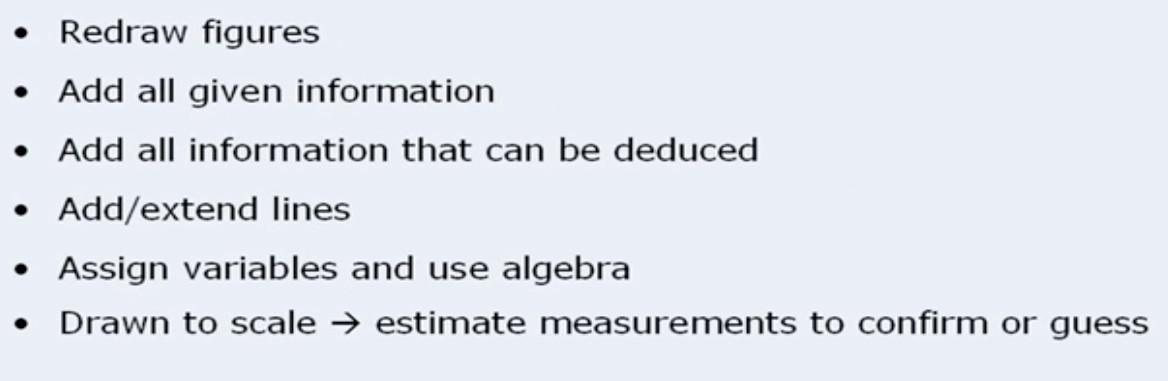 • Redraw figures
• Add all given information
• Add all information that can be deduced
• Add/extend lines
• Assign variables and use algebra
• Drawn to scale → estimate measurements to confirm or guess